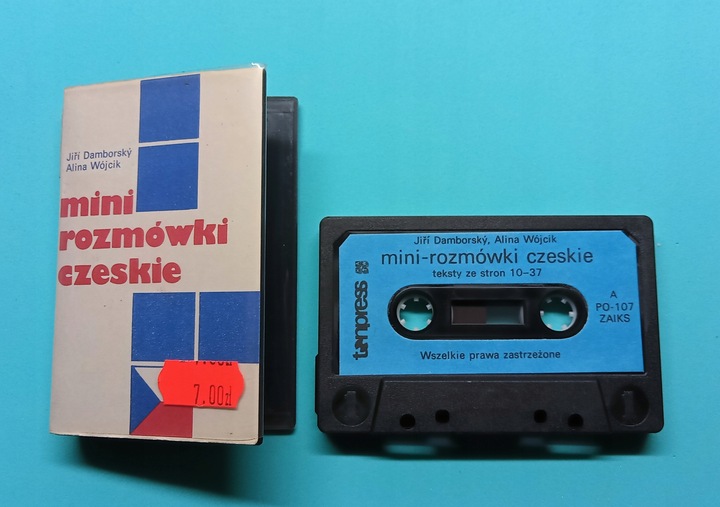 Jiří Damborský
Alina Wójcik
mini
rozmówki
czeskie
7.00zł
Jiří Damborský, Alina Wójcik
mini-rozmówki czeskie
teksty ze stron 10–37
tonpress
A
PO-107
ZAIKS
Wszelkie prawa zastrzeżone
1